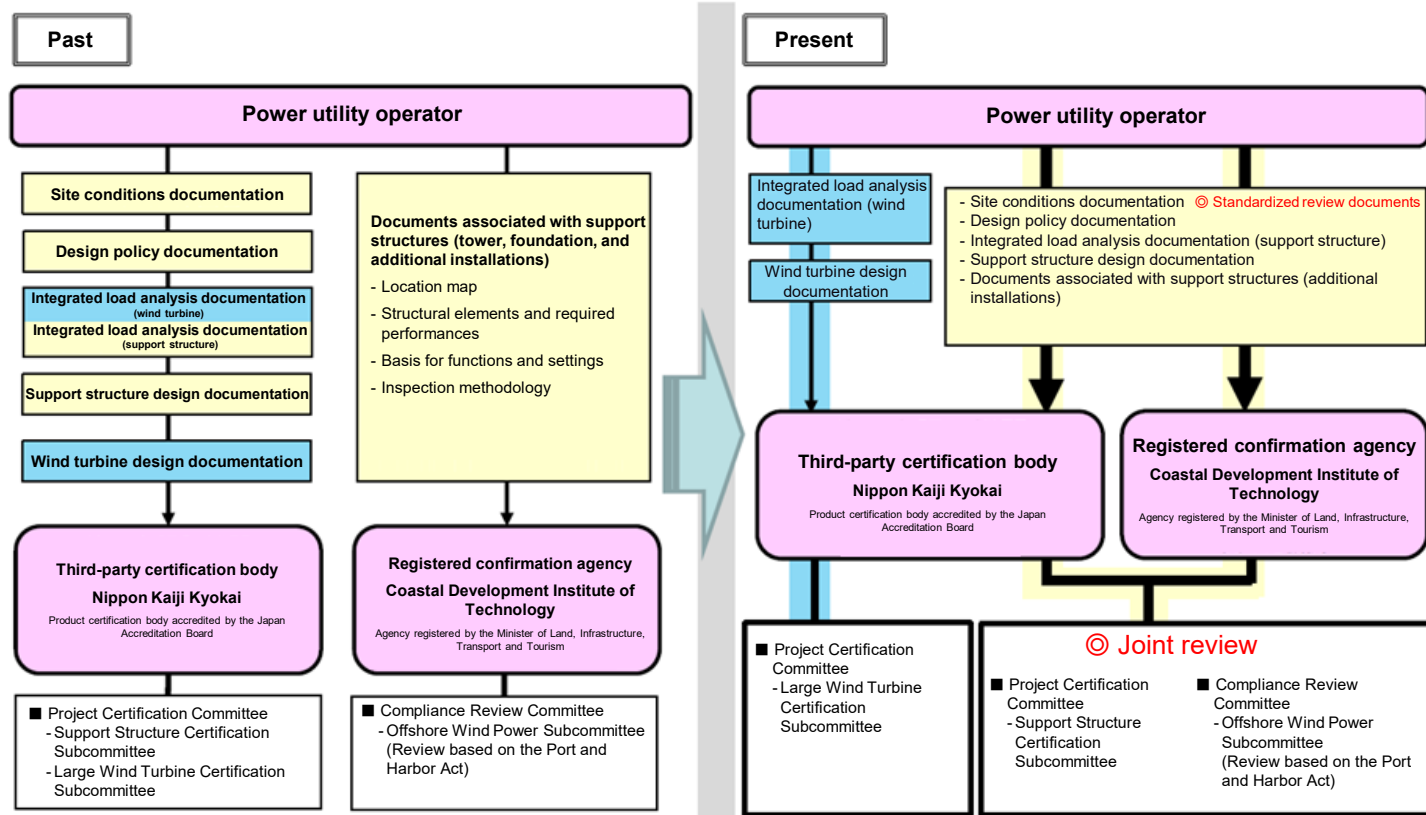 Past
Power utility operator
Site conditions documentation
Design policy documentation
Integrated load analysis documentation
(wind turbine)
Integrated load analysis documentation
(support structure)
Support structure design documentation
Wind turbine design documentation
Third-party certification body
Nippon Kaiji Kyokai
Product certification body accredited by the Japan
Accreditation Board
■ Project Certification Committee
- Support Structure Certification
Subcommittee
- Large Wind Turbine Certification
Subcommittee
Documents associated with support
structures (tower, foundation, and
additional installations)
- Location map
- Structural elements and required
performances
- Basis for functions and settings
- Inspection methodology
Registered confirmation agency
Coastal Development Institute of
Technology
Agency registered by the Minister of Land, Infrastructure,
Transport and Tourism
■ Compliance Review Committee
- Offshore Wind Power Subcommittee
(Review based on the Port and
Harbor Act)
Present
Power utility operator
Integrated load analysis
documentation (wind
turbine)
Wind turbine design
documentation
- Site conditions documentation ◎ Standardized review documents
- Design policy documentation
- Integrated load analysis documentation (support structure)
- Support structure design documentation
- Documents associated with support structures (additional
installations)
Third-party certification body
Nippon Kaiji Kyokai
Product certification body accredited by the Japan
Accreditation Board
Registered confirmation agency
Coastal Development Institute of
Technology
Agency registered by the Minister of Land, Infrastructure,
Transport and Tourism
■ Project Certification
Committee
- Large Wind Turbine
Certification
Subcommittee
◎ Joint review
■ Project Certification
Committee
- Support Structure
Certification
Subcommittee
■ Compliance Review
Committee
- Offshore Wind Power
Subcommittee
(Review based on the Port
and Harbor Act)